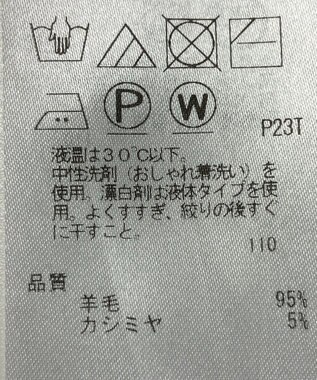 P
W
P23T
液温は30℃以下。
中性洗剤（おしゃれ着洗い）を
使用。漂白剤は液体タイプを使
用。よくすすぎ、絞りの後すぐ
に干すこと。
110
品質
羊毛 95%
カシミヤ 5%